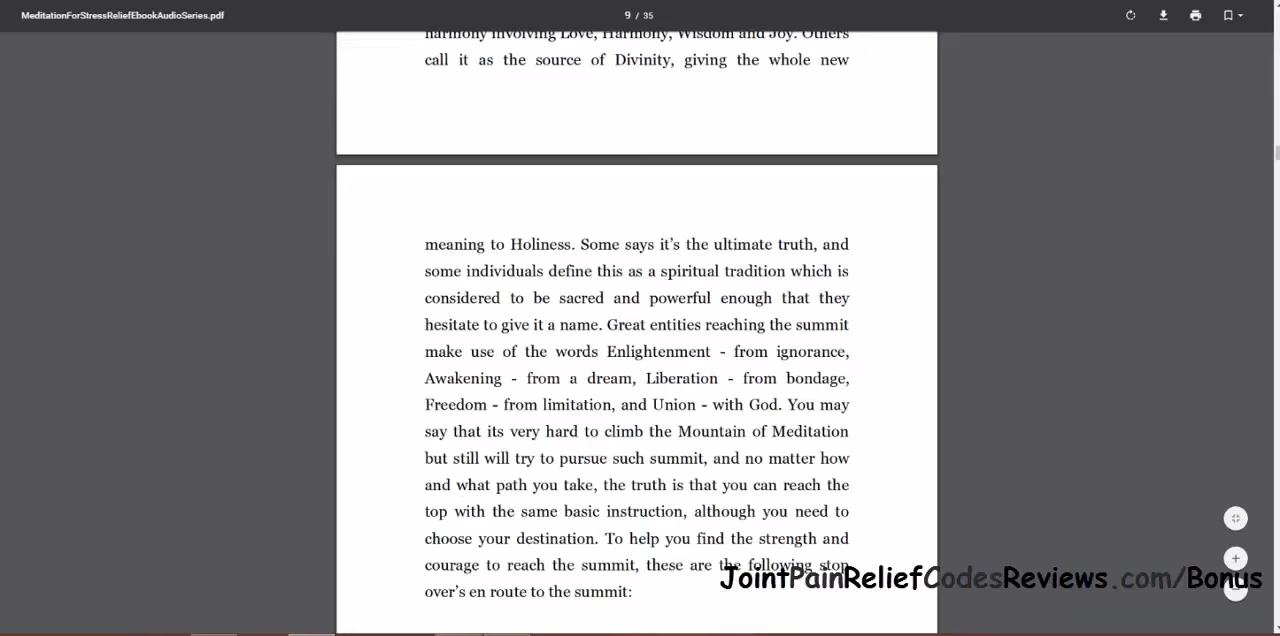 MeditationForStressReliefEbookAudioSeries.pdf
9 / 35
harmony involving Love, Harmony, Wisdom and Joy. Others
call it as the source of Divinity, giving the whole new
meaning to Holiness. Some says it's the ultimate truth, and
some individuals define this as a spiritual tradition which is
considered to be sacred and powerful enough that they
hesitate to give it a name. Great entities reaching the summit
make use of the words Enlightenment - from ignorance,
Awakening - from a dream, Liberation - from bondage,
Freedom - from limitation, and Union - with God. You may
say that its very hard to climb the Mountain of Meditation
but still will try to pursue such summit, and no matter how
and what path you take, the truth is that you can reach the
top with the same basic instruction, although you need to
choose your destination. To help you find the strength and
courage to reach the summit, these are the following stop
over's en route to the summit:
JointPainReliefCodesReviews.com/Bonus